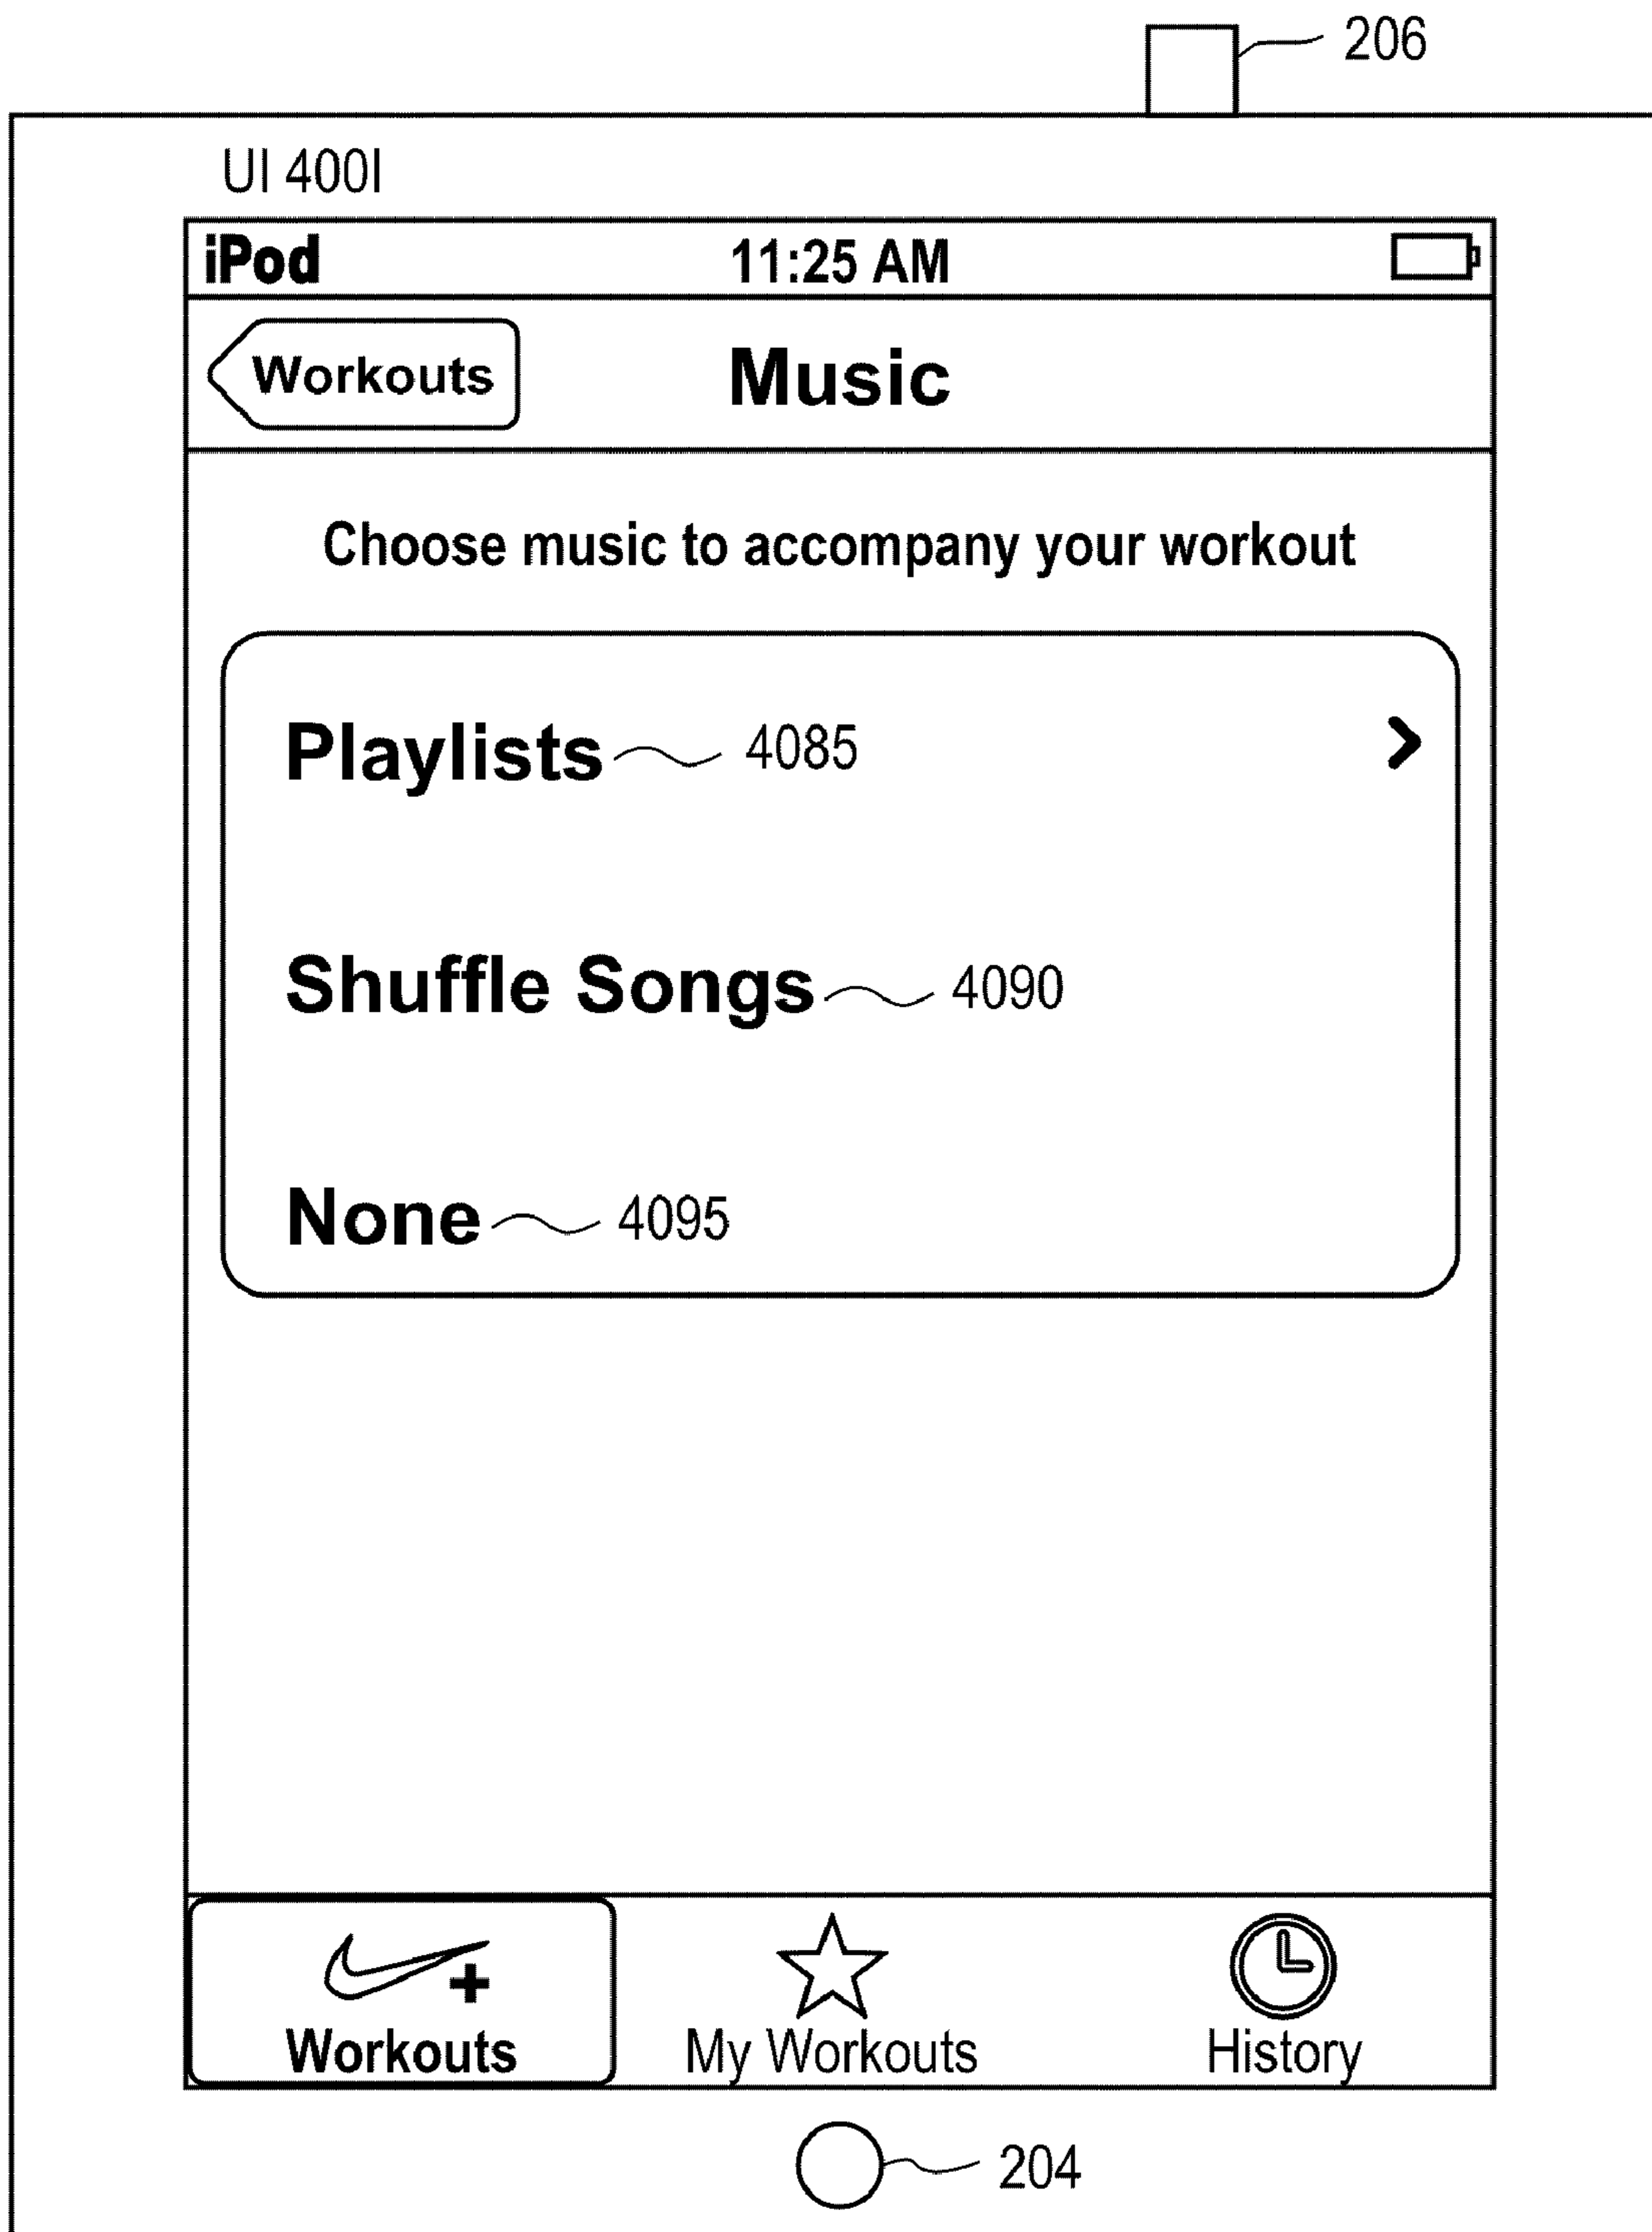 206
UI 400I
iPod 11:25 AM
Workouts Music
Choose music to accompany your workout
Playlists 4085
Shuffle Songs 4090
None 4095
Workouts My Workouts History
204